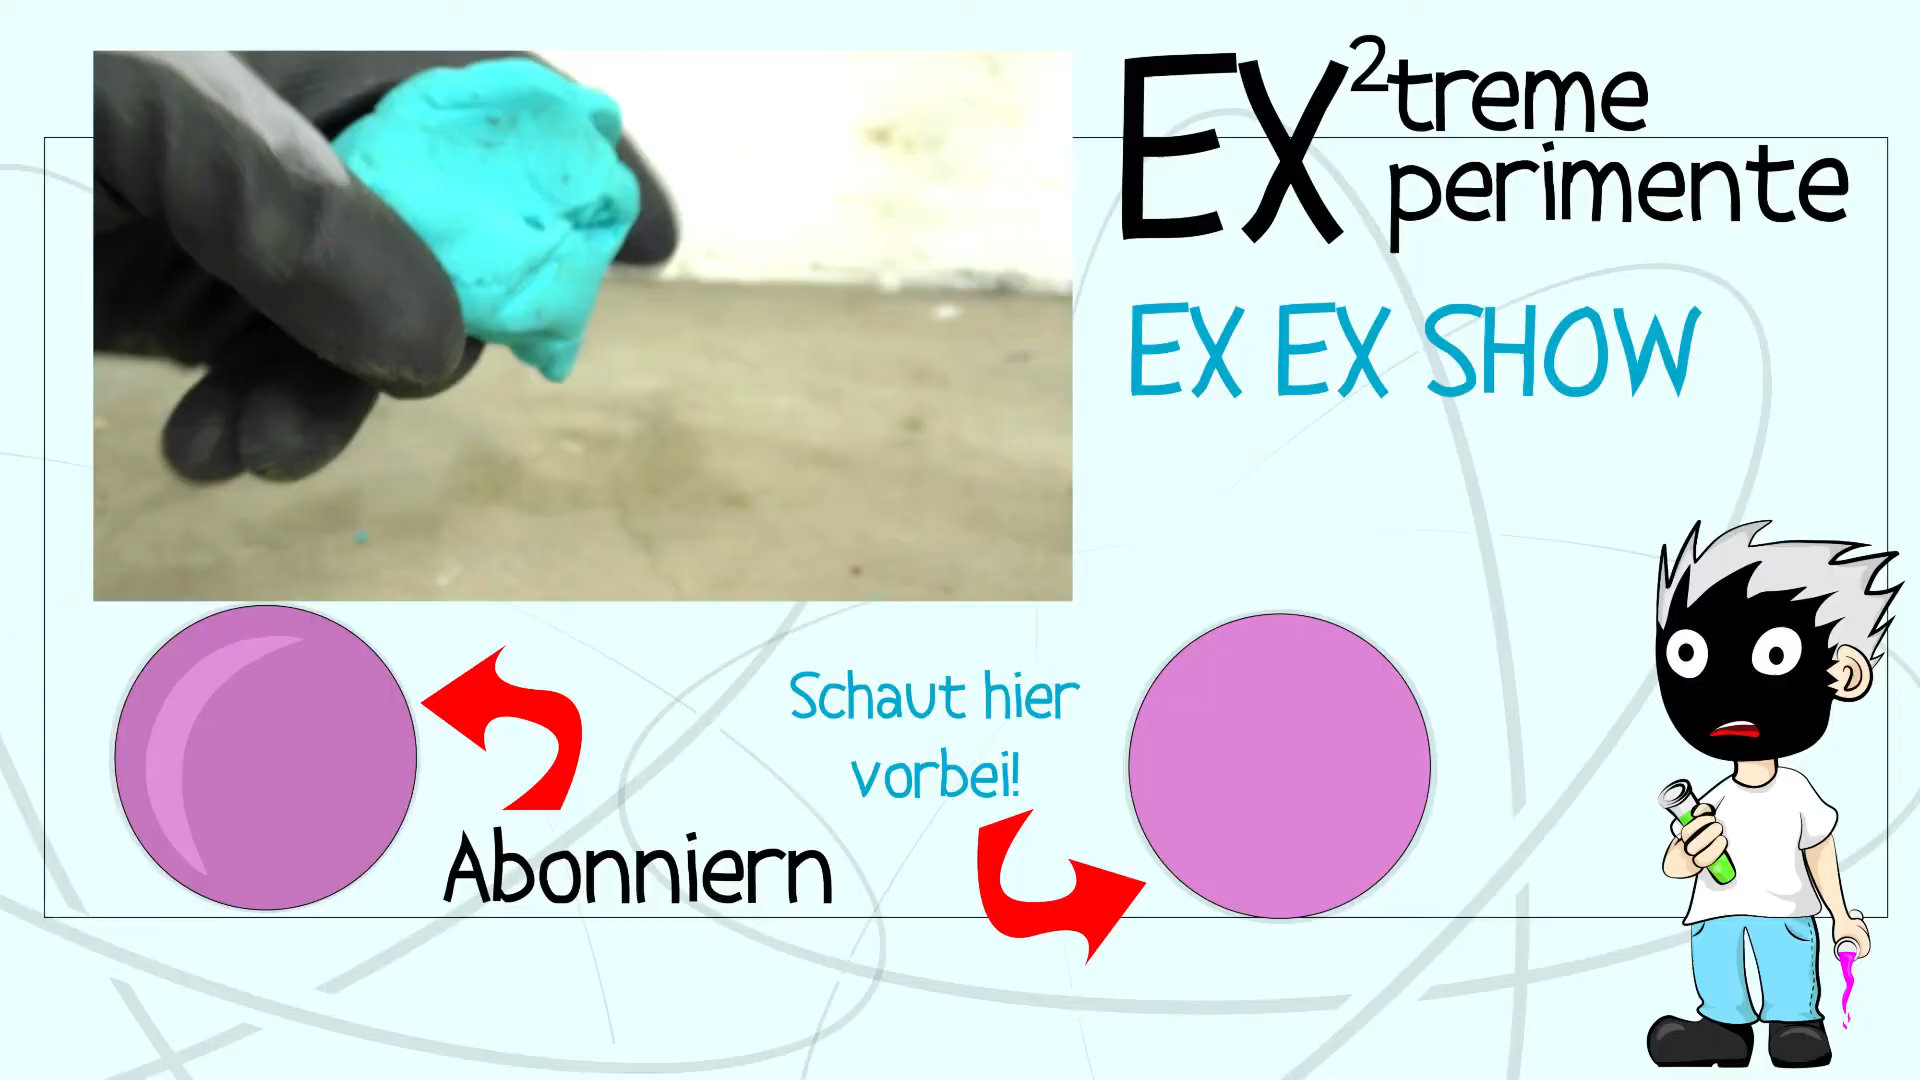 EX²treme
perimente
EX EX SHOW
Schaut hier
vorbei!
Abonniern